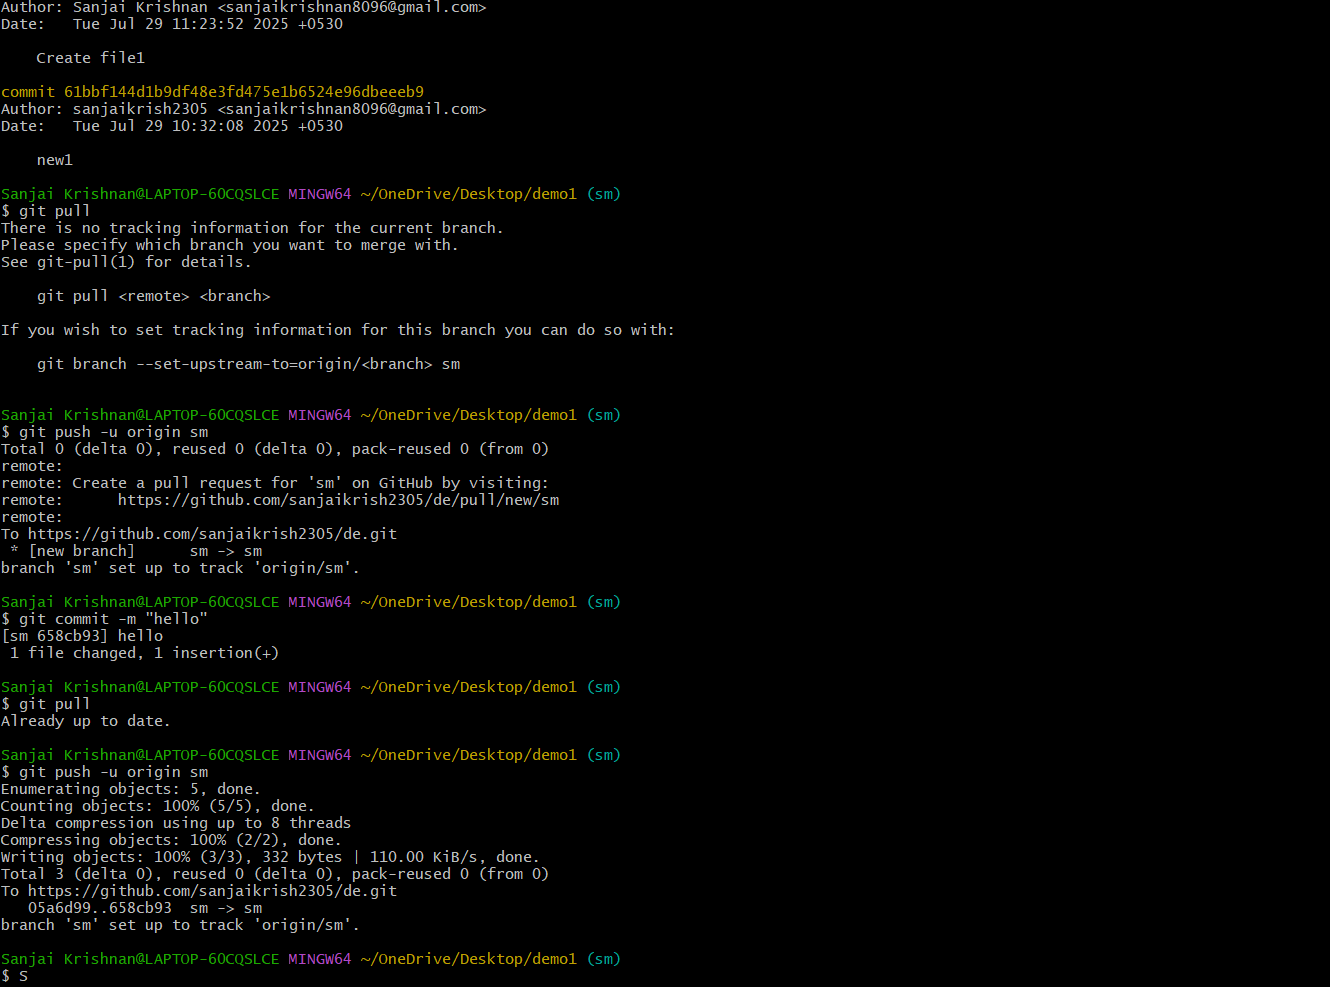 Author: Sanjai Krishnan <sanjaikrishnan8096@gmail.com>
Date:   Tue Jul 29 11:23:52 2025 +0530
    Create file1
commit 61bbf144d1b9df48e3fd475e1b6524e96dbeeeb9
Author: sanjaikrish2305 <sanjaikrishnan8096@gmail.com>
Date:   Tue Jul 29 10:32:08 2025 +0530
    new1
Sanjai Krishnan@LAPTOP-6OCQSLCE MINGW64 ~/OneDrive/Desktop/demo1 (sm)
$ git pull
There is no tracking information for the current branch.
Please specify which branch you want to merge with.
See git-pull(1) for details.
    git pull <remote> <branch>
If you wish to set tracking information for this branch you can do so with:
    git branch --set-upstream-to=origin/<branch> sm
Sanjai Krishnan@LAPTOP-6OCQSLCE MINGW64 ~/OneDrive/Desktop/demo1 (sm)
$ git push -u origin sm
Total 0 (delta 0), reused 0 (delta 0), pack-reused 0 (from 0)
remote:
remote: Create a pull request for 'sm' on GitHub by visiting:
remote:      https://github.com/sanjaikrish2305/de/pull/new/sm
remote:
To https://github.com/sanjaikrish2305/de.git
 * [new branch]      sm -> sm
branch 'sm' set up to track 'origin/sm'.
Sanjai Krishnan@LAPTOP-6OCQSLCE MINGW64 ~/OneDrive/Desktop/demo1 (sm)
$ git commit -m "hello"
[sm 658cb93] hello
 1 file changed, 1 insertion(+)
Sanjai Krishnan@LAPTOP-6OCQSLCE MINGW64 ~/OneDrive/Desktop/demo1 (sm)
$ git pull
Already up to date.
Sanjai Krishnan@LAPTOP-6OCQSLCE MINGW64 ~/OneDrive/Desktop/demo1 (sm)
$ git push -u origin sm
Enumerating objects: 5, done.
Counting objects: 100% (5/5), done.
Delta compression using up to 8 threads
Compressing objects: 100% (2/2), done.
Writing objects: 100% (3/3), 332 bytes | 110.00 KiB/s, done.
Total 3 (delta 0), reused 0 (delta 0), pack-reused 0 (from 0)
To https://github.com/sanjaikrish2305/de.git
   05a6d99..658cb93  sm -> sm
branch 'sm' set up to track 'origin/sm'.
Sanjai Krishnan@LAPTOP-6OCQSLCE MINGW64 ~/OneDrive/Desktop/demo1 (sm)
$ S